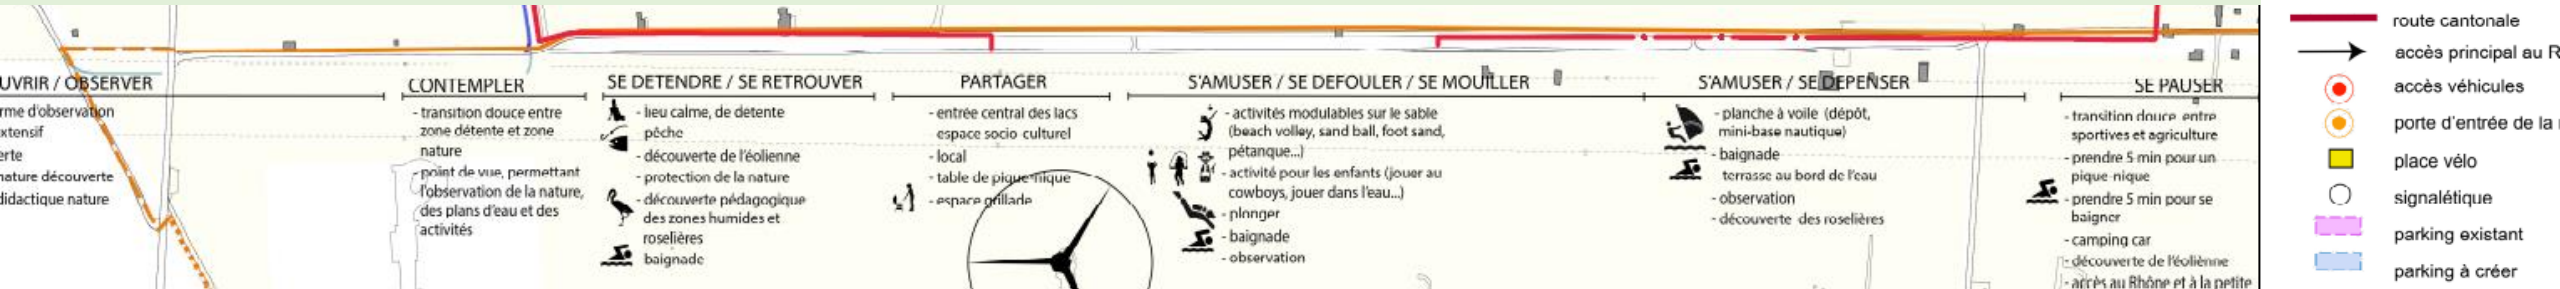 UVRIR / OBSERVER
rme d'observation
xtensif
erte
nature découverte
didactique nature
CONTEMPLER
- transition douce entre
zone détente et zone
nature
- point de vue, permettant
l'observation de la nature,
des plans d'eau et des
activités
SE DETENDRE / SE RETROUVER
- lieu calme, de détente
pêche
- découverte de l'éolienne
- protection de la nature
- découverte pédagogique
des zones humides et
roselières
baignade
PARTAGER
- entrée central des lacs
espace socio culturel
- local
- table de pique-nique
- espace grillade
S'AMUSER / SE DEFOULER / SE MOUILLER
- activités modulables sur le sable
(beach volley, sand ball, foot sand,
pétanque...)
- activité pour les enfants (jouer au
cowboys, jouer dans l'eau...)
- plonger
- baignade
- observation
S'AMUSER / SE DEPENSER
- planche à voile (dépôt,
mini-base nautique)
- baignade
terrasse au bord de l'eau
- observation
- découverte des roselières
SE PAUSER
- transition douce entre
sportives et agriculture
- prendre 5 min pour un
pique-nique
- prendre 5 min pour se
baigner
- camping car
- découverte de l'éoliènne
- accès au Rhône et à la petite
route cantonale
accès principal au R
accès véhicules
porte d'entrée de la
place vélo
signalétique
parking existant
parking à créer